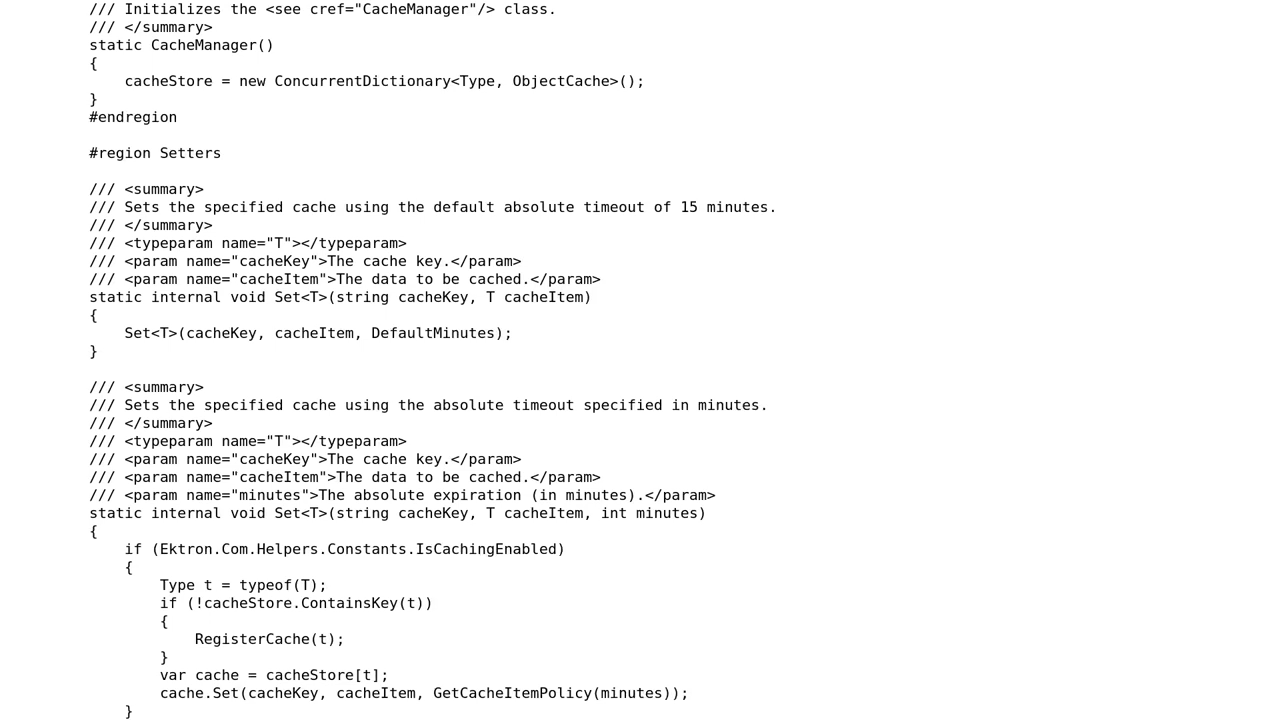 /// Initializes the <see cref="CacheManager"/> class.
/// </summary>
static CacheManager()
{
    cacheStore = new ConcurrentDictionary<Type, ObjectCache>();
}
#endregion

#region Setters

/// <summary>
/// Sets the specified cache using the default absolute timeout of 15 minutes.
/// </summary>
/// <typeparam name="T"></typeparam>
/// <param name="cacheKey">The cache key.</param>
/// <param name="cacheItem">The data to be cached.</param>
static internal void Set<T>(string cacheKey, T cacheItem)
{
    Set<T>(cacheKey, cacheItem, DefaultMinutes);
}

/// <summary>
/// Sets the specified cache using the absolute timeout specified in minutes.
/// </summary>
/// <typeparam name="T"></typeparam>
/// <param name="cacheKey">The cache key.</param>
/// <param name="cacheItem">The data to be cached.</param>
/// <param name="minutes">The absolute expiration (in minutes).</param>
static internal void Set<T>(string cacheKey, T cacheItem, int minutes)
{
    if (Ektron.Com.Helpers.Constants.IsCachingEnabled)
    {
        Type t = typeof(T);
        if (!cacheStore.ContainsKey(t))
        {
            RegisterCache(t);
        }
        var cache = cacheStore[t];
        cache.Set(cacheKey, cacheItem, GetCacheItemPolicy(minutes));
    }